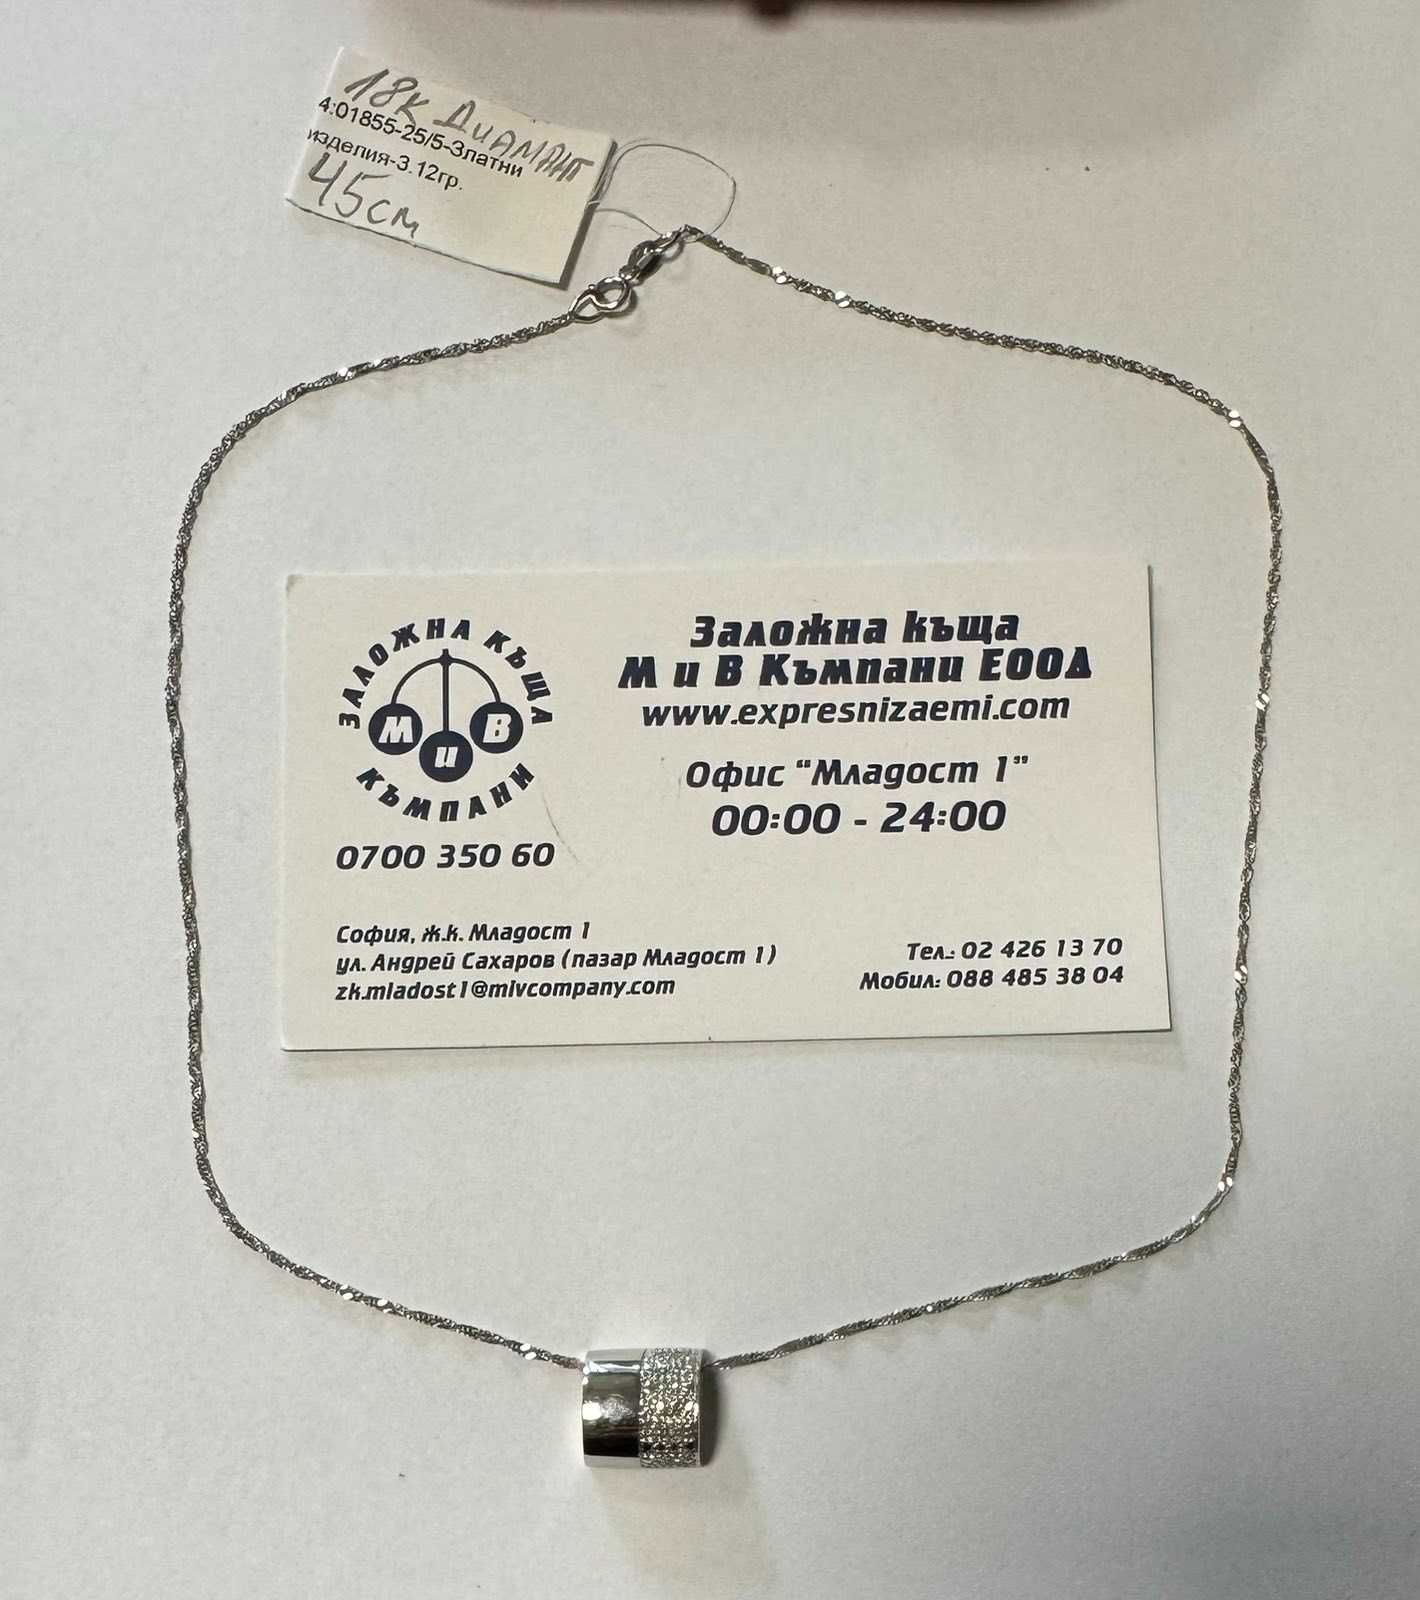 18к Диамант
4:01855-25/5-Златни
изделия-3.12гр.
45см
ЗАЛОЖНА КЪЩА
М и В
КЪМПАНИ
0700 350 60
Заложна къща
М и В Къмпани ЕООД
www.expresnizaemi.com
Офис “Младост 1”
00:00 - 24:00
София, ж.к. Младост 1
ул. Андрей Сахаров (пазар Младост 1)
zk.mladost1@mivcompany.com
Тел.: 02 426 13 70
Мобил: 088 485 38 04